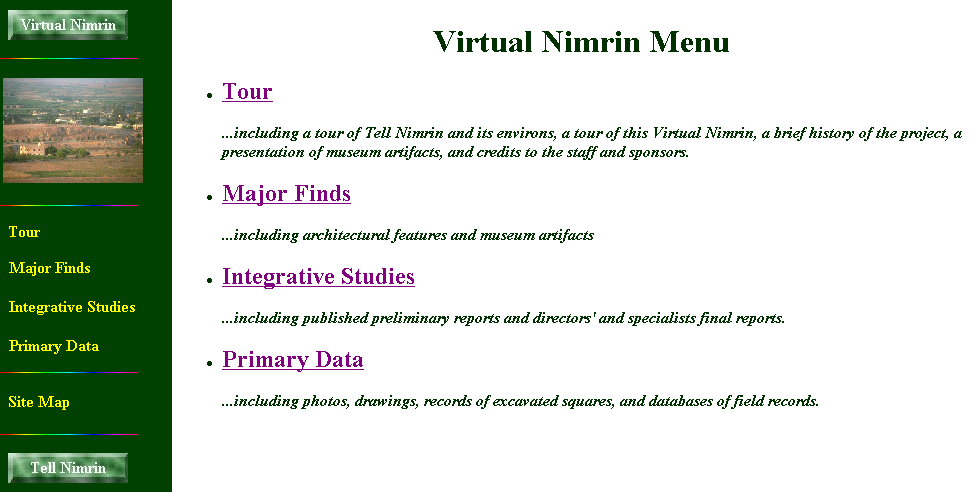 Virtual Nimrin
Tour
Major Finds
Integrative Studies
Primary Data
Site Map
Tell Nimrin
Virtual Nimrin Menu
Tour
...including a tour of Tell Nimrin and its environs, a tour of this Virtual Nimrin, a brief history of the project, a
presentation of museum artifacts, and credits to the staff and sponsors.
Major Finds
...including architectural features and museum artifacts
Integrative Studies
...including published preliminary reports and directors' and specialists final reports.
Primary Data
...including photos, drawings, records of excavated squares, and databases of field records.